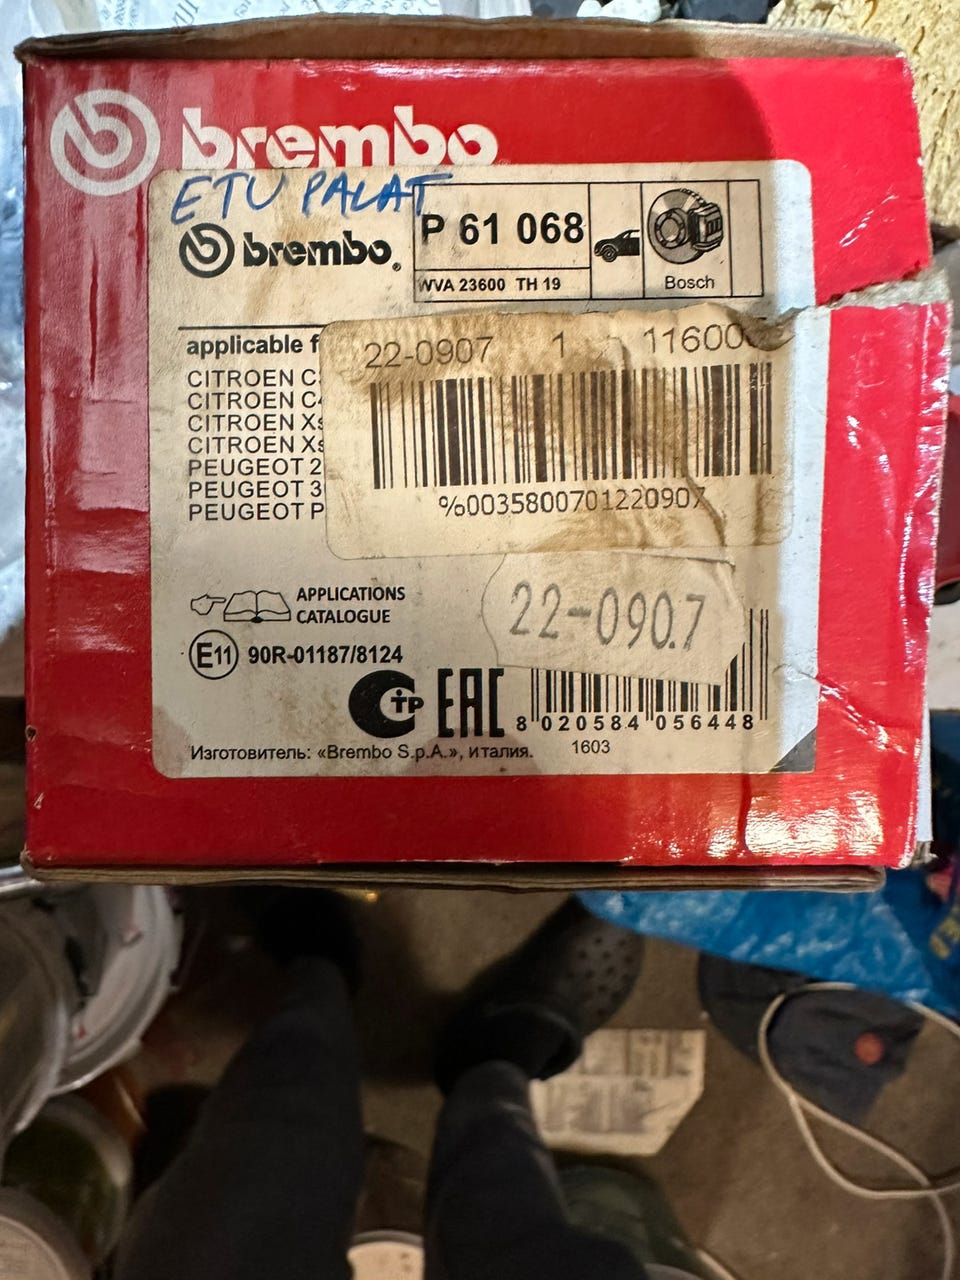 brembo
ETU PALAT
brembo®
P 61 068
WVA 23600 TH 19
Bosch
applicable f
22-0907 1 11600
CITROEN C
CITROEN C
CITROEN Xs
CITROEN Xs
PEUGEOT 2
PEUGEOT 3
PEUGEOT P
%0035800701220907
APPLICATIONS
CATALOGUE
22-090.7
E11 90R-01187/8124
EAC
8 020584 056448
Изготовитель: «Brembo S.p.A.», италия. 1603